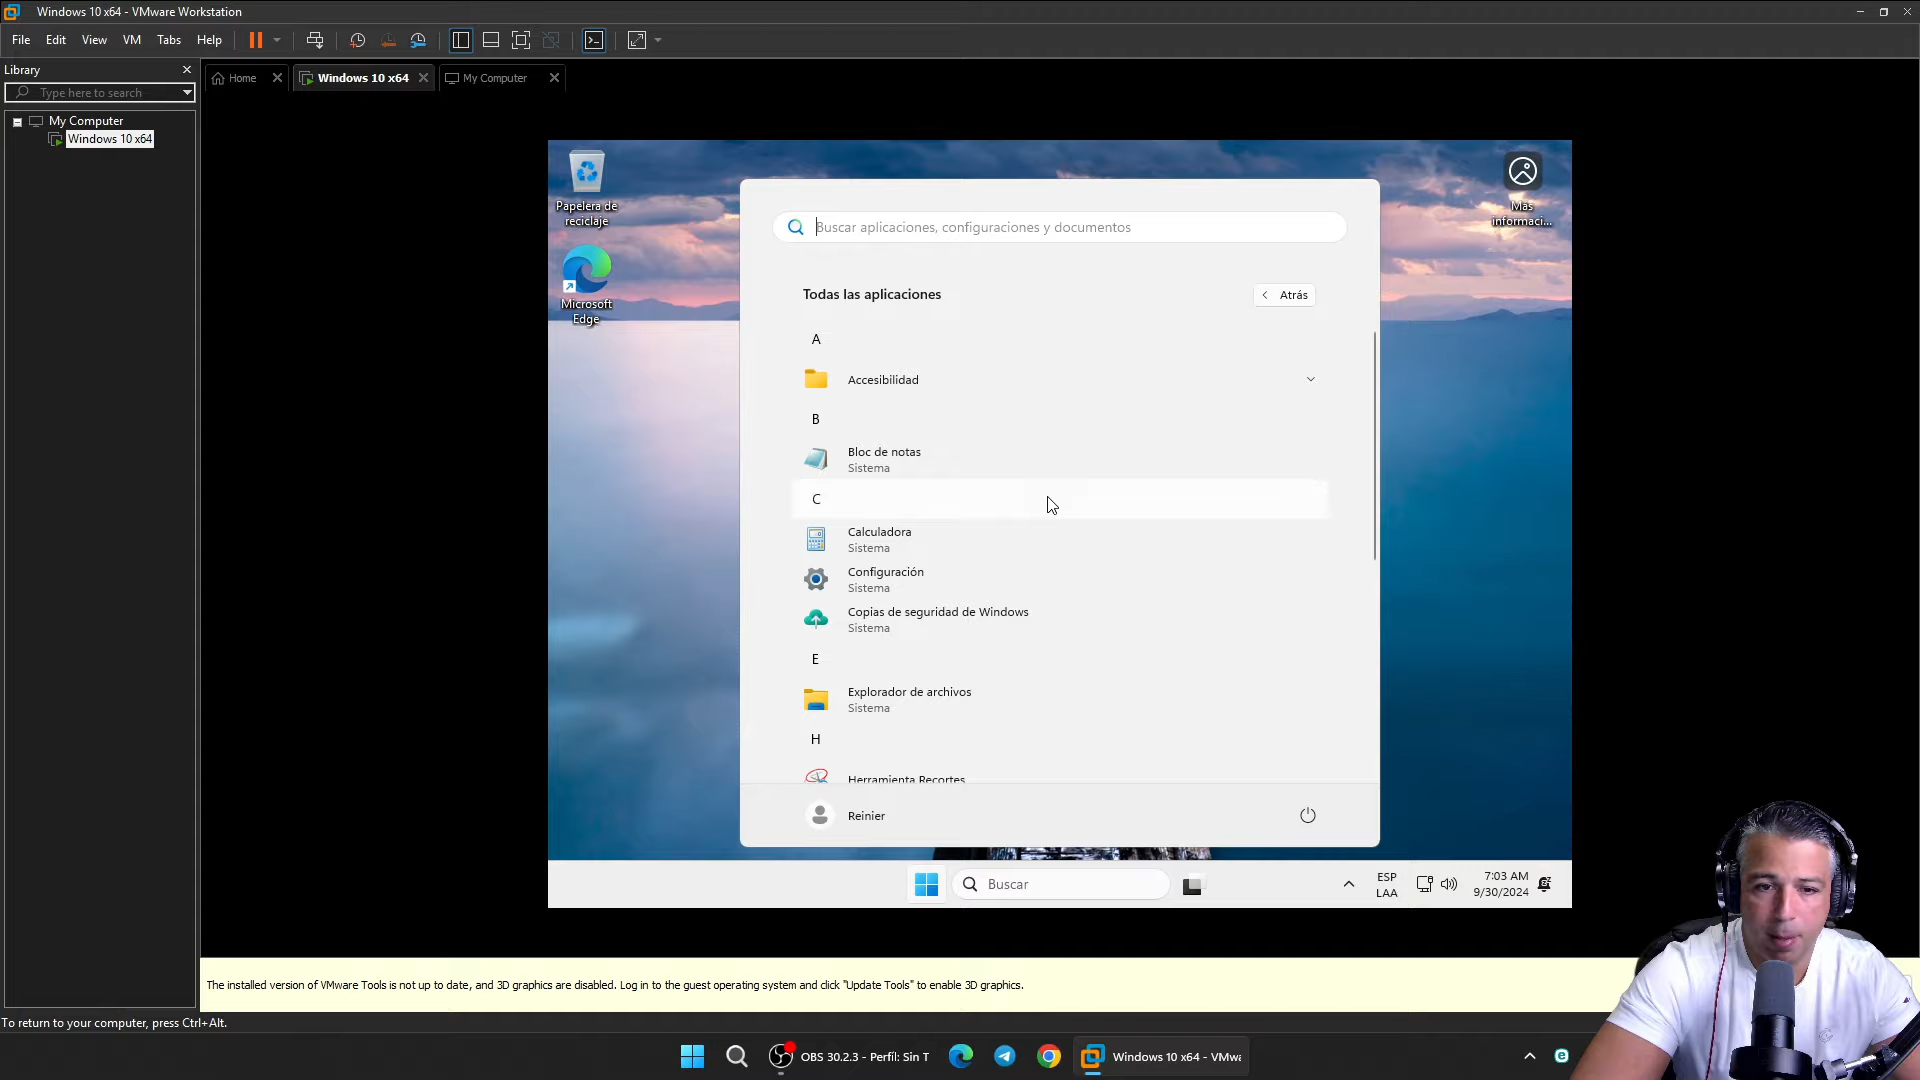 Windows 10 x64 - VMware Workstation
File Edit View VM Tabs Help
Library
Type here to search
My Computer
Windows 10 x64
Home
Windows 10 x64
My Computer
Papelera de
reciclaje
Microsoft
Edge
Más
informaci...
Buscar aplicaciones, configuraciones y documentos
Todas las aplicaciones
Atrás
A
Accesibilidad
B
Bloc de notas
Sistema
C
Calculadora
Sistema
Configuración
Sistema
Copias de seguridad de Windows
Sistema
E
Explorador de archivos
Sistema
H
Herramienta Recortes
Reinier
Buscar
ESP
LAA
7:03 AM
9/30/2024
The installed version of VMware Tools is not up to date, and 3D graphics are disabled. Log in to the guest operating system and click "Update Tools" to enable 3D graphics.
To return to your computer, press Ctrl+Alt.
OBS 30.2.3 - Perfil: Sin T
Windows 10 x64 - VMwa